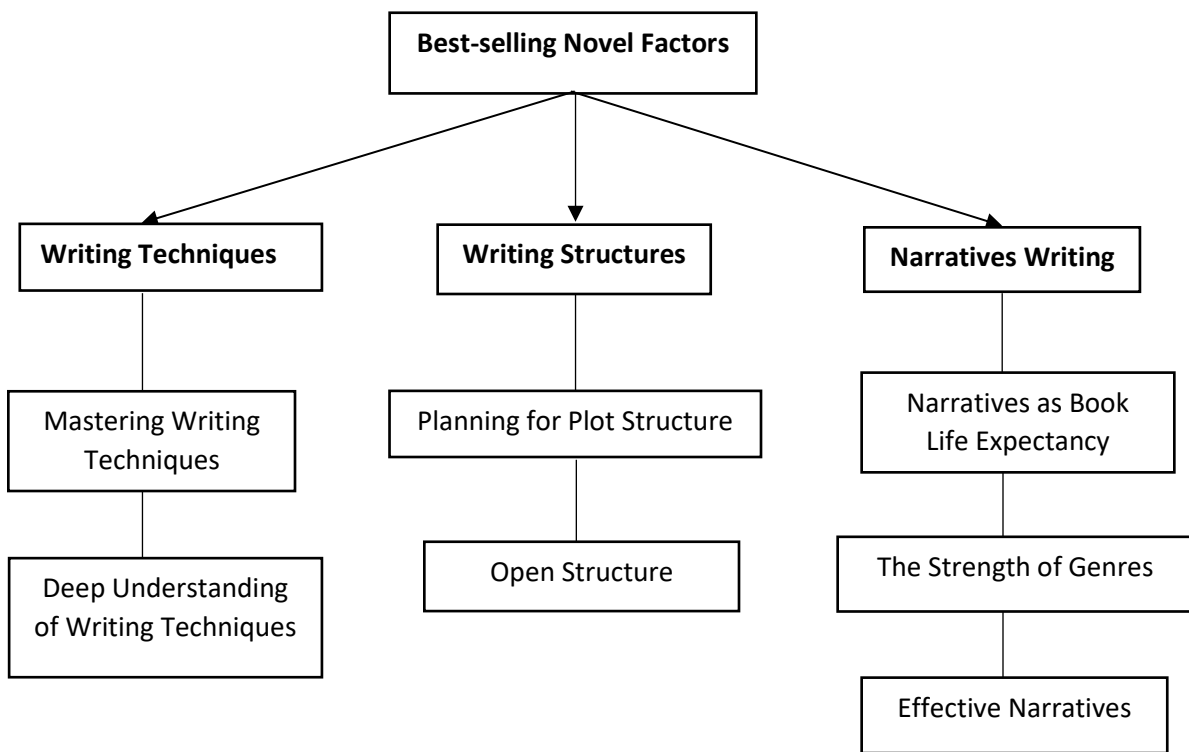 Best-selling Novel Factors
Writing Techniques
Writing Structures
Narratives Writing
Mastering Writing
Techniques
Planning for Plot Structure
Narratives as Book
Life Expectancy
Deep Understanding
of Writing Techniques
Open Structure
The Strength of Genres
Effective Narratives